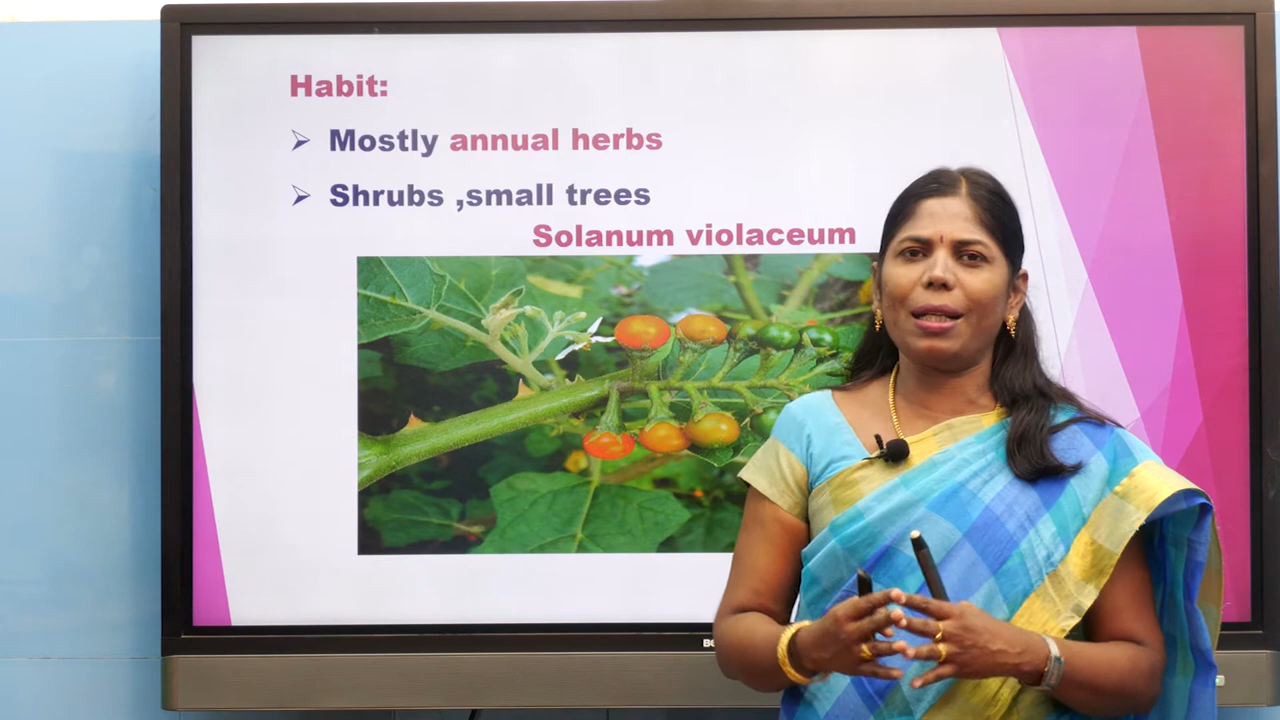 Habit:
➢ Mostly annual herbs
➢ Shrubs ,small trees
Solanum violaceum